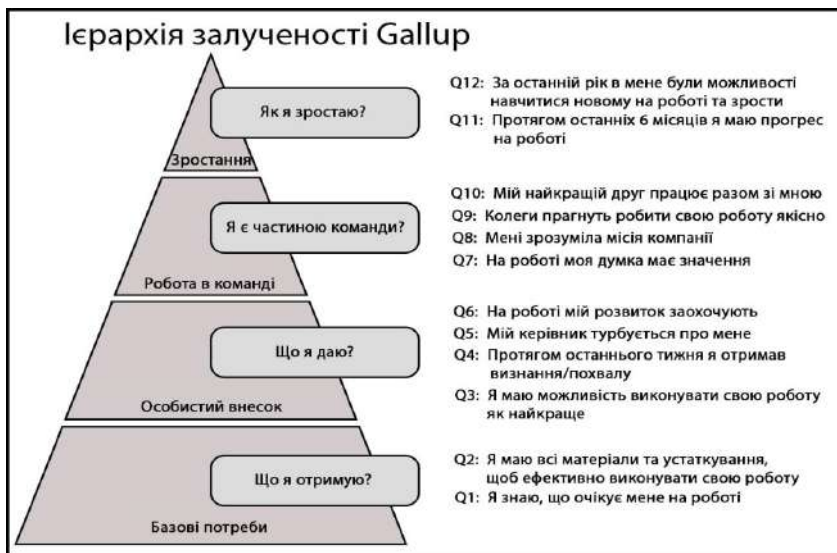 Ієрархія залученості Gallup
Як я зростаю?
Зростання
Q12: За останній рік в мене були можливості
навчитися новому на роботі та зрости
Q11: Протягом останніх 6 місяців я маю прогрес
на роботі
Я є частиною команди?
Робота в команді
Q10: Мій найкращій друг працює разом зі мною
Q9: Колеги прагнуть робити свою роботу якісно
Q8: Мені зрозуміла місія компанії
Q7: На роботі моя думка має значення
Що я даю?
Особистий внесок
Q6: На роботі мій розвиток заохочують
Q5: Мій керівник турбується про мене
Q4: Протягом останнього тижня я отримав
визнання/похвалу
Q3: Я маю можливість виконувати свою роботу
як найкраще
Що я отримую?
Базові потреби
Q2: Я маю всі матеріали та устаткування,
щоб ефективно виконувати свою роботу
Q1: Я знаю, що очікує мене на роботі